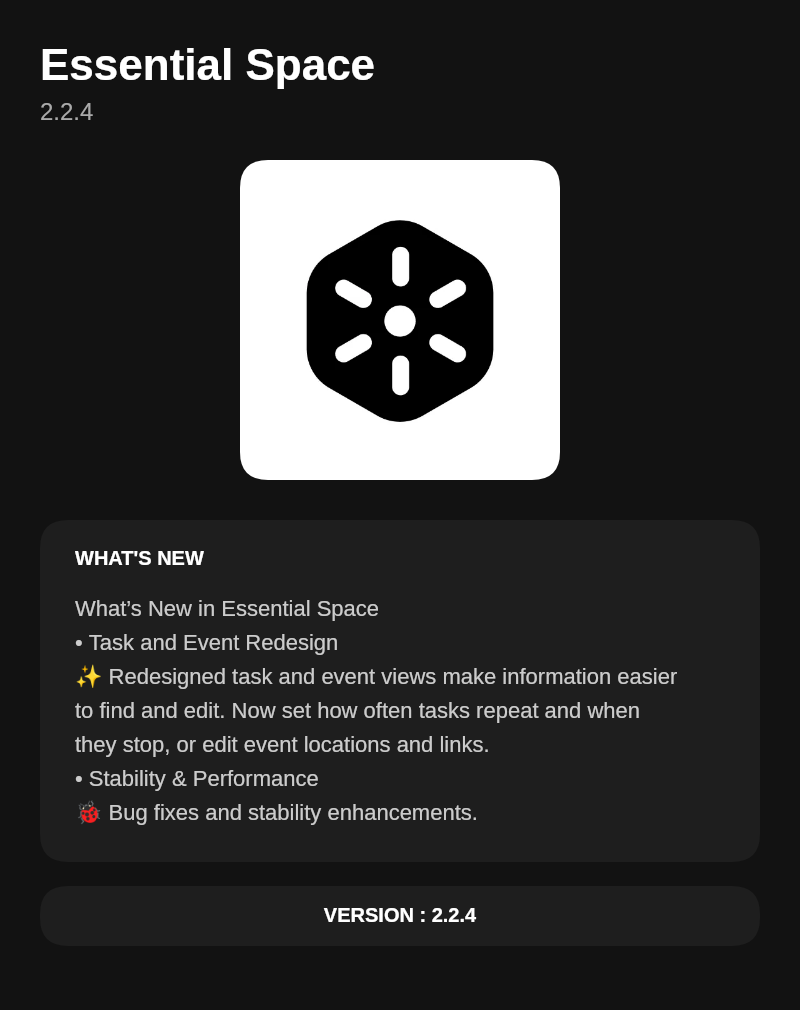 Essential Space
2.2.4
WHAT'S NEW
What’s New in Essential Space
• Task and Event Redesign
✨ Redesigned task and event views make information easier
to find and edit. Now set how often tasks repeat and when
they stop, or edit event locations and links.
• Stability & Performance
🐞 Bug fixes and stability enhancements.
VERSION : 2.2.4